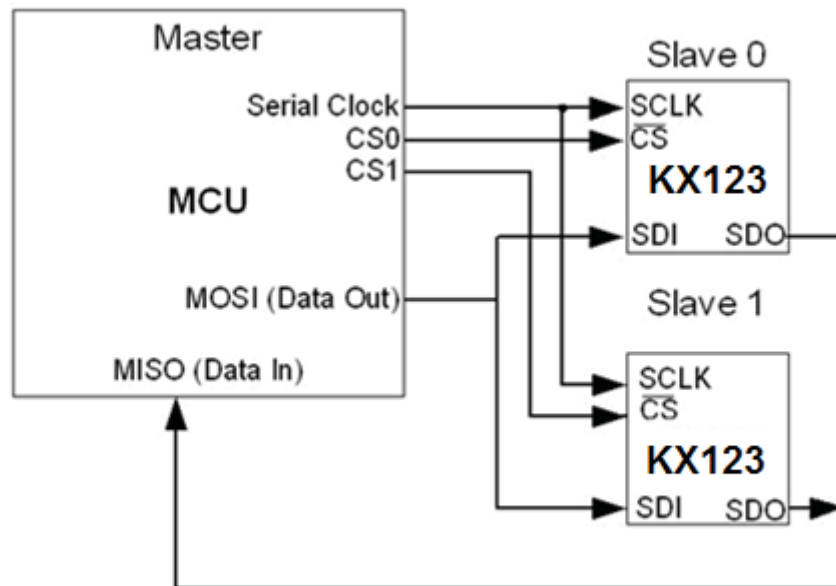 Master
Serial Clock
CS0
CS1
MCU
MOSI (Data Out)
MISO (Data In)
Slave 0
SCLK
CS
KX123
SDI SDO
Slave 1
SCLK
CS
KX123
SDI SDO